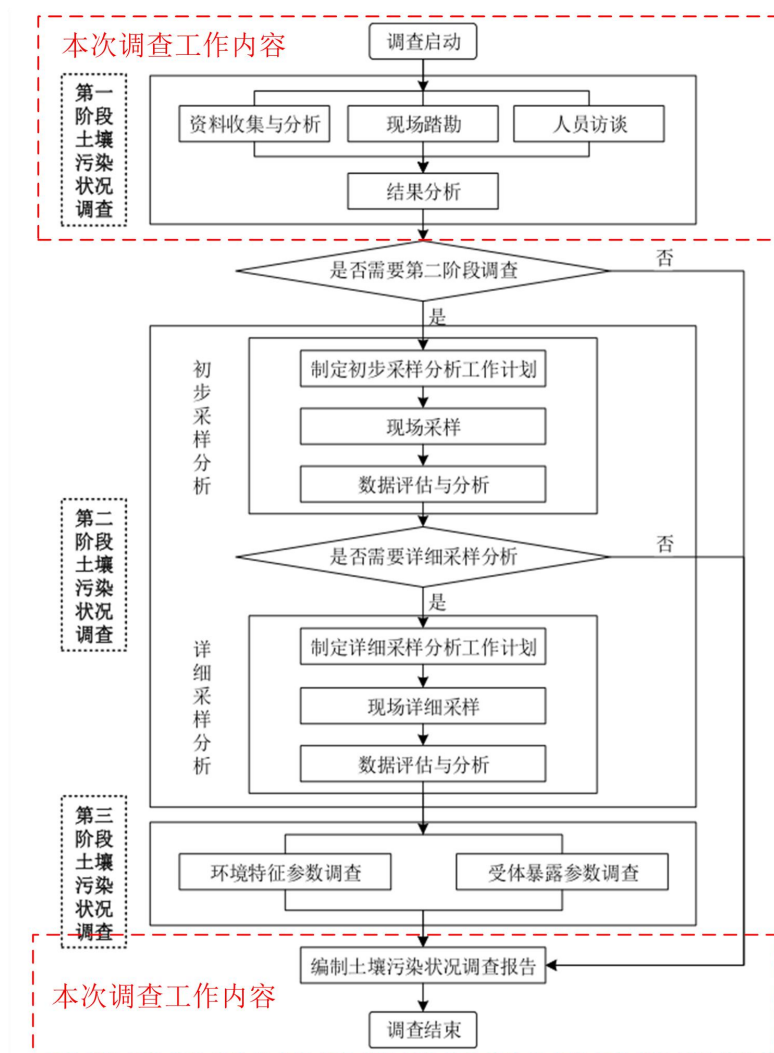 本次调查工作内容
调查启动
第一
阶段
土壤
污染
状况
调查
资料收集与分析
现场踏勘
人员访谈
结果分析
是否需要第二阶段调查
否
是
初
步
采
样
分
析
制定初步采样分析工作计划
现场采样
数据评估与分析
第二
阶段
土壤
污染
状况
调查
是否需要详细采样分析
否
是
详
细
采
样
分
析
制定详细采样分析工作计划
现场详细采样
数据评估与分析
第三
阶段
土壤
污染
状况
调查
环境特征参数调查
受体暴露参数调查
编制土壤污染状况调查报告
本次调查工作内容
调查结束